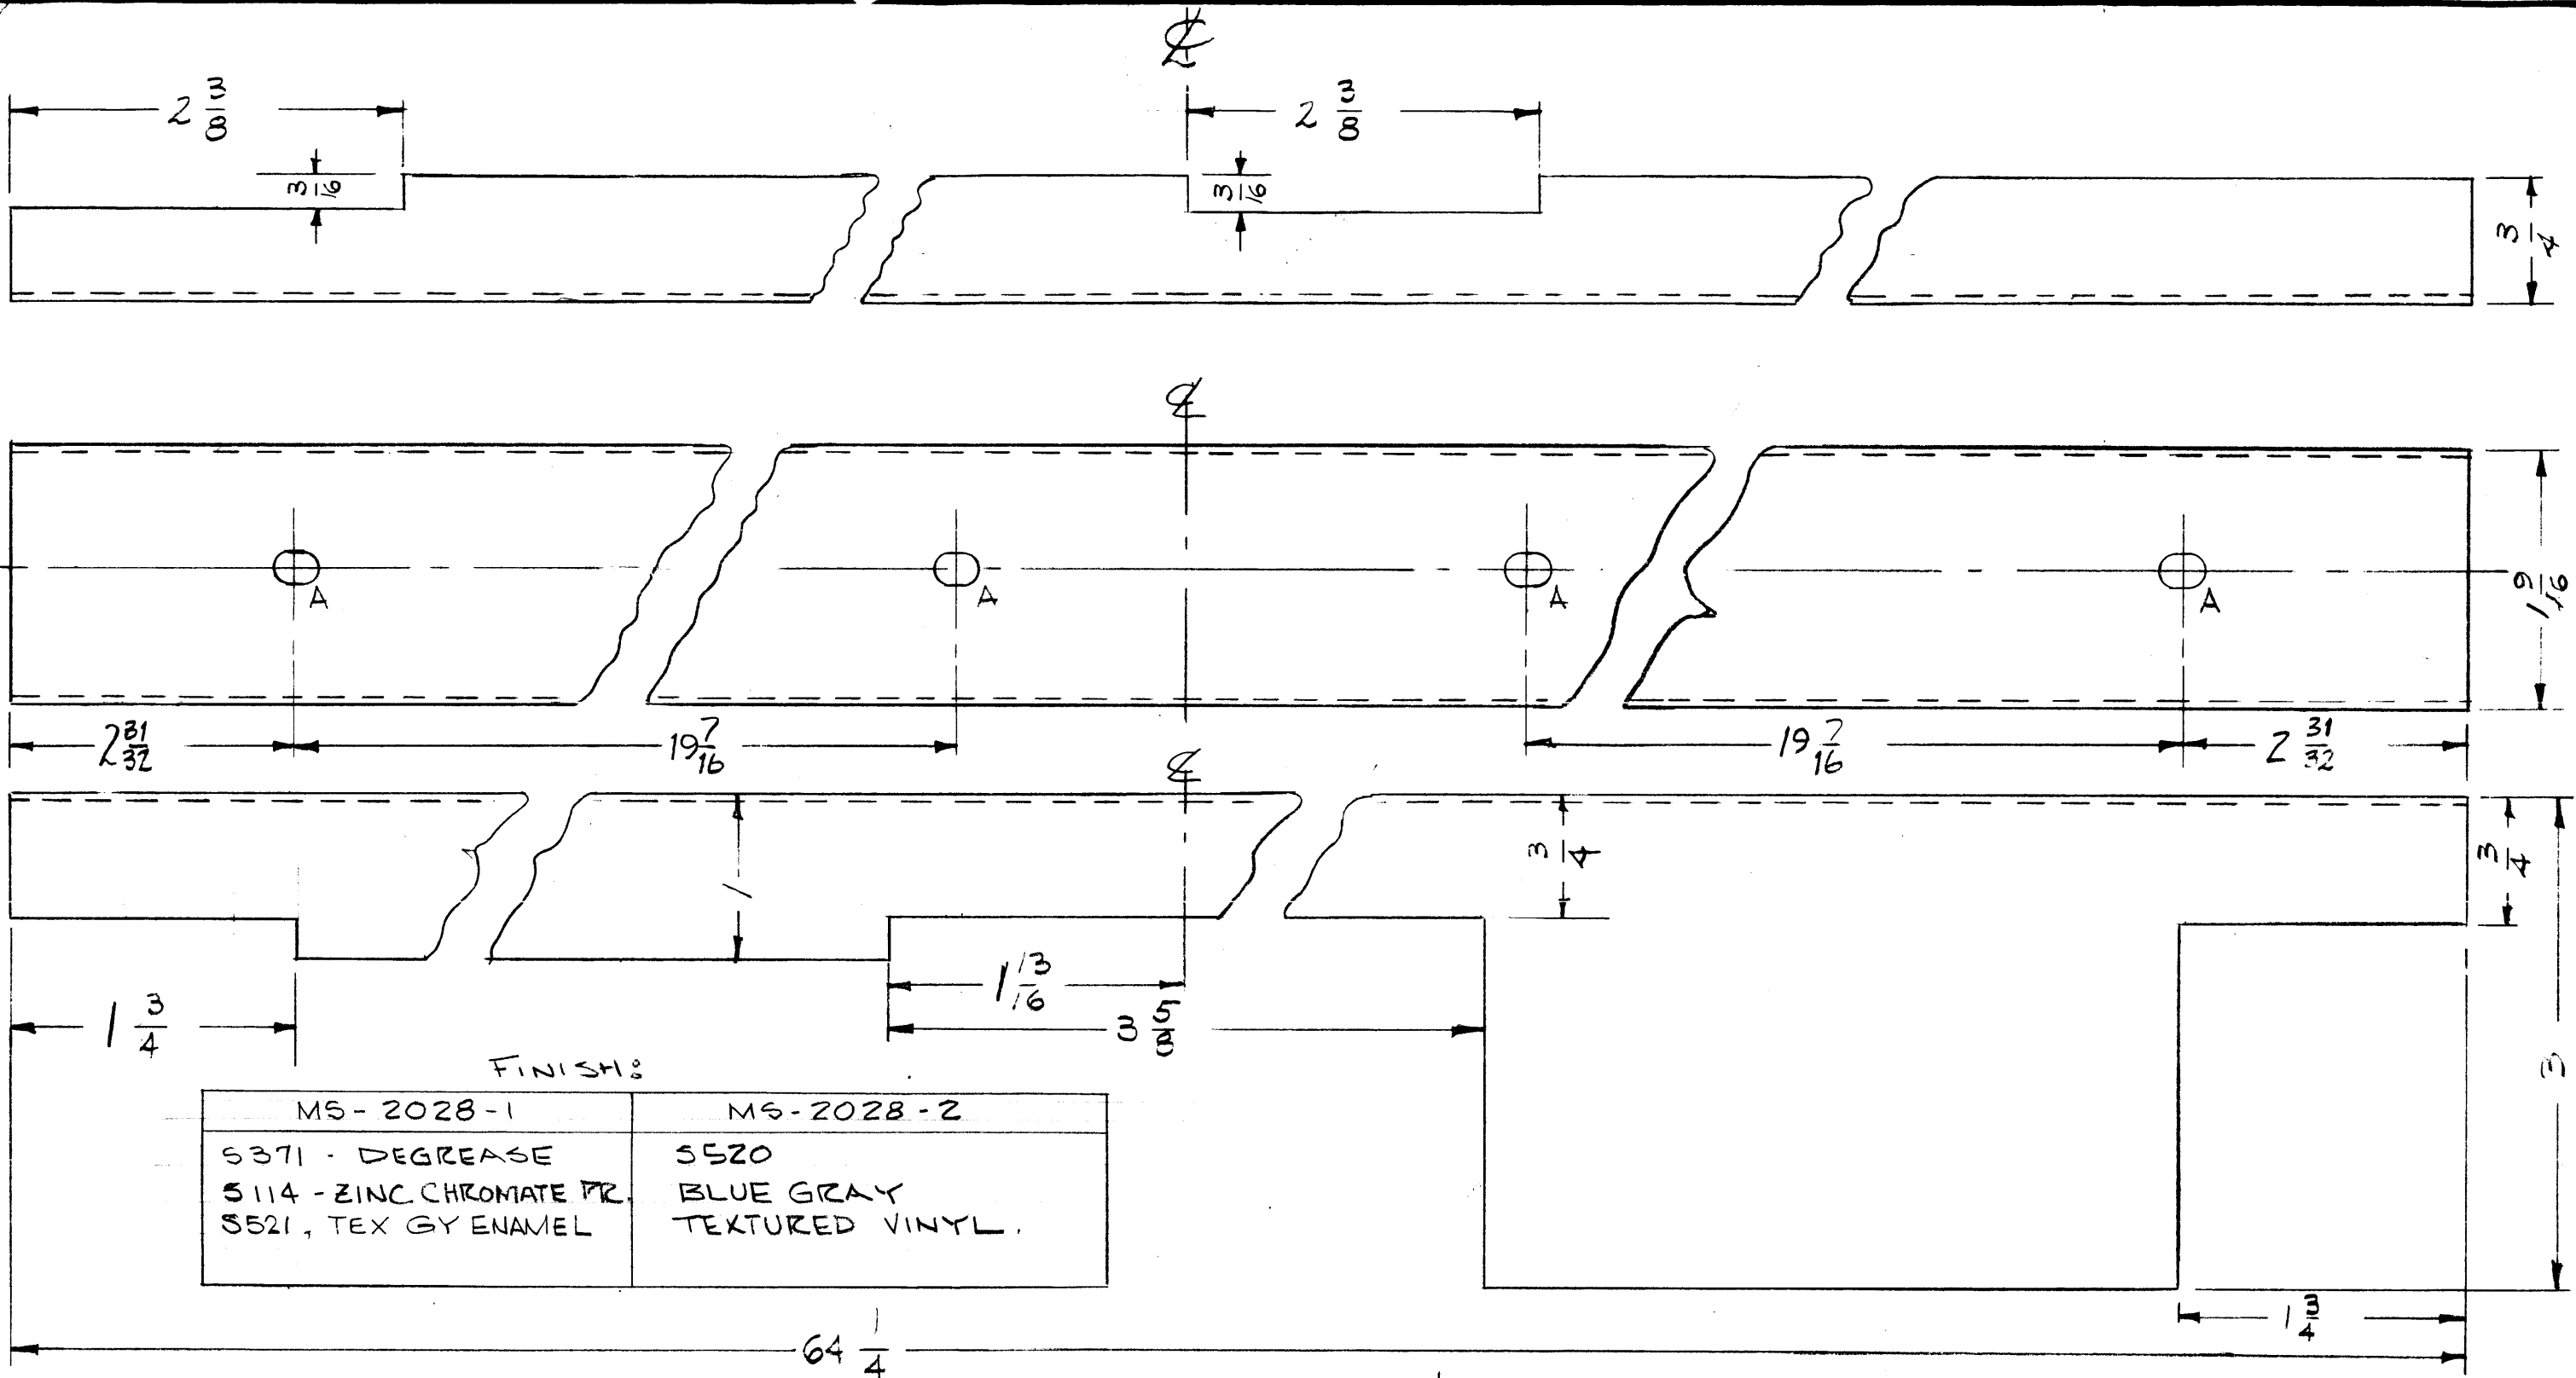 ℄
2 3/8
2 3/8
3/16
3/16
3/4
℄
A
A
A
A
1 9/16
2 31/32
19 7/16
19 7/16
2 31/32
℄
1
3/4
3/4
3
1 13/16
1 3/4
3 5/8
FINISH:
MS-2028-1
MS-2028-2
S371 - DEGREASE
S520
S114 - ZINC CHROMATE PR.
BLUE GRAY
S521, TEX GY ENAMEL
TEXTURED VINYL.
1 3/4
64 1/4